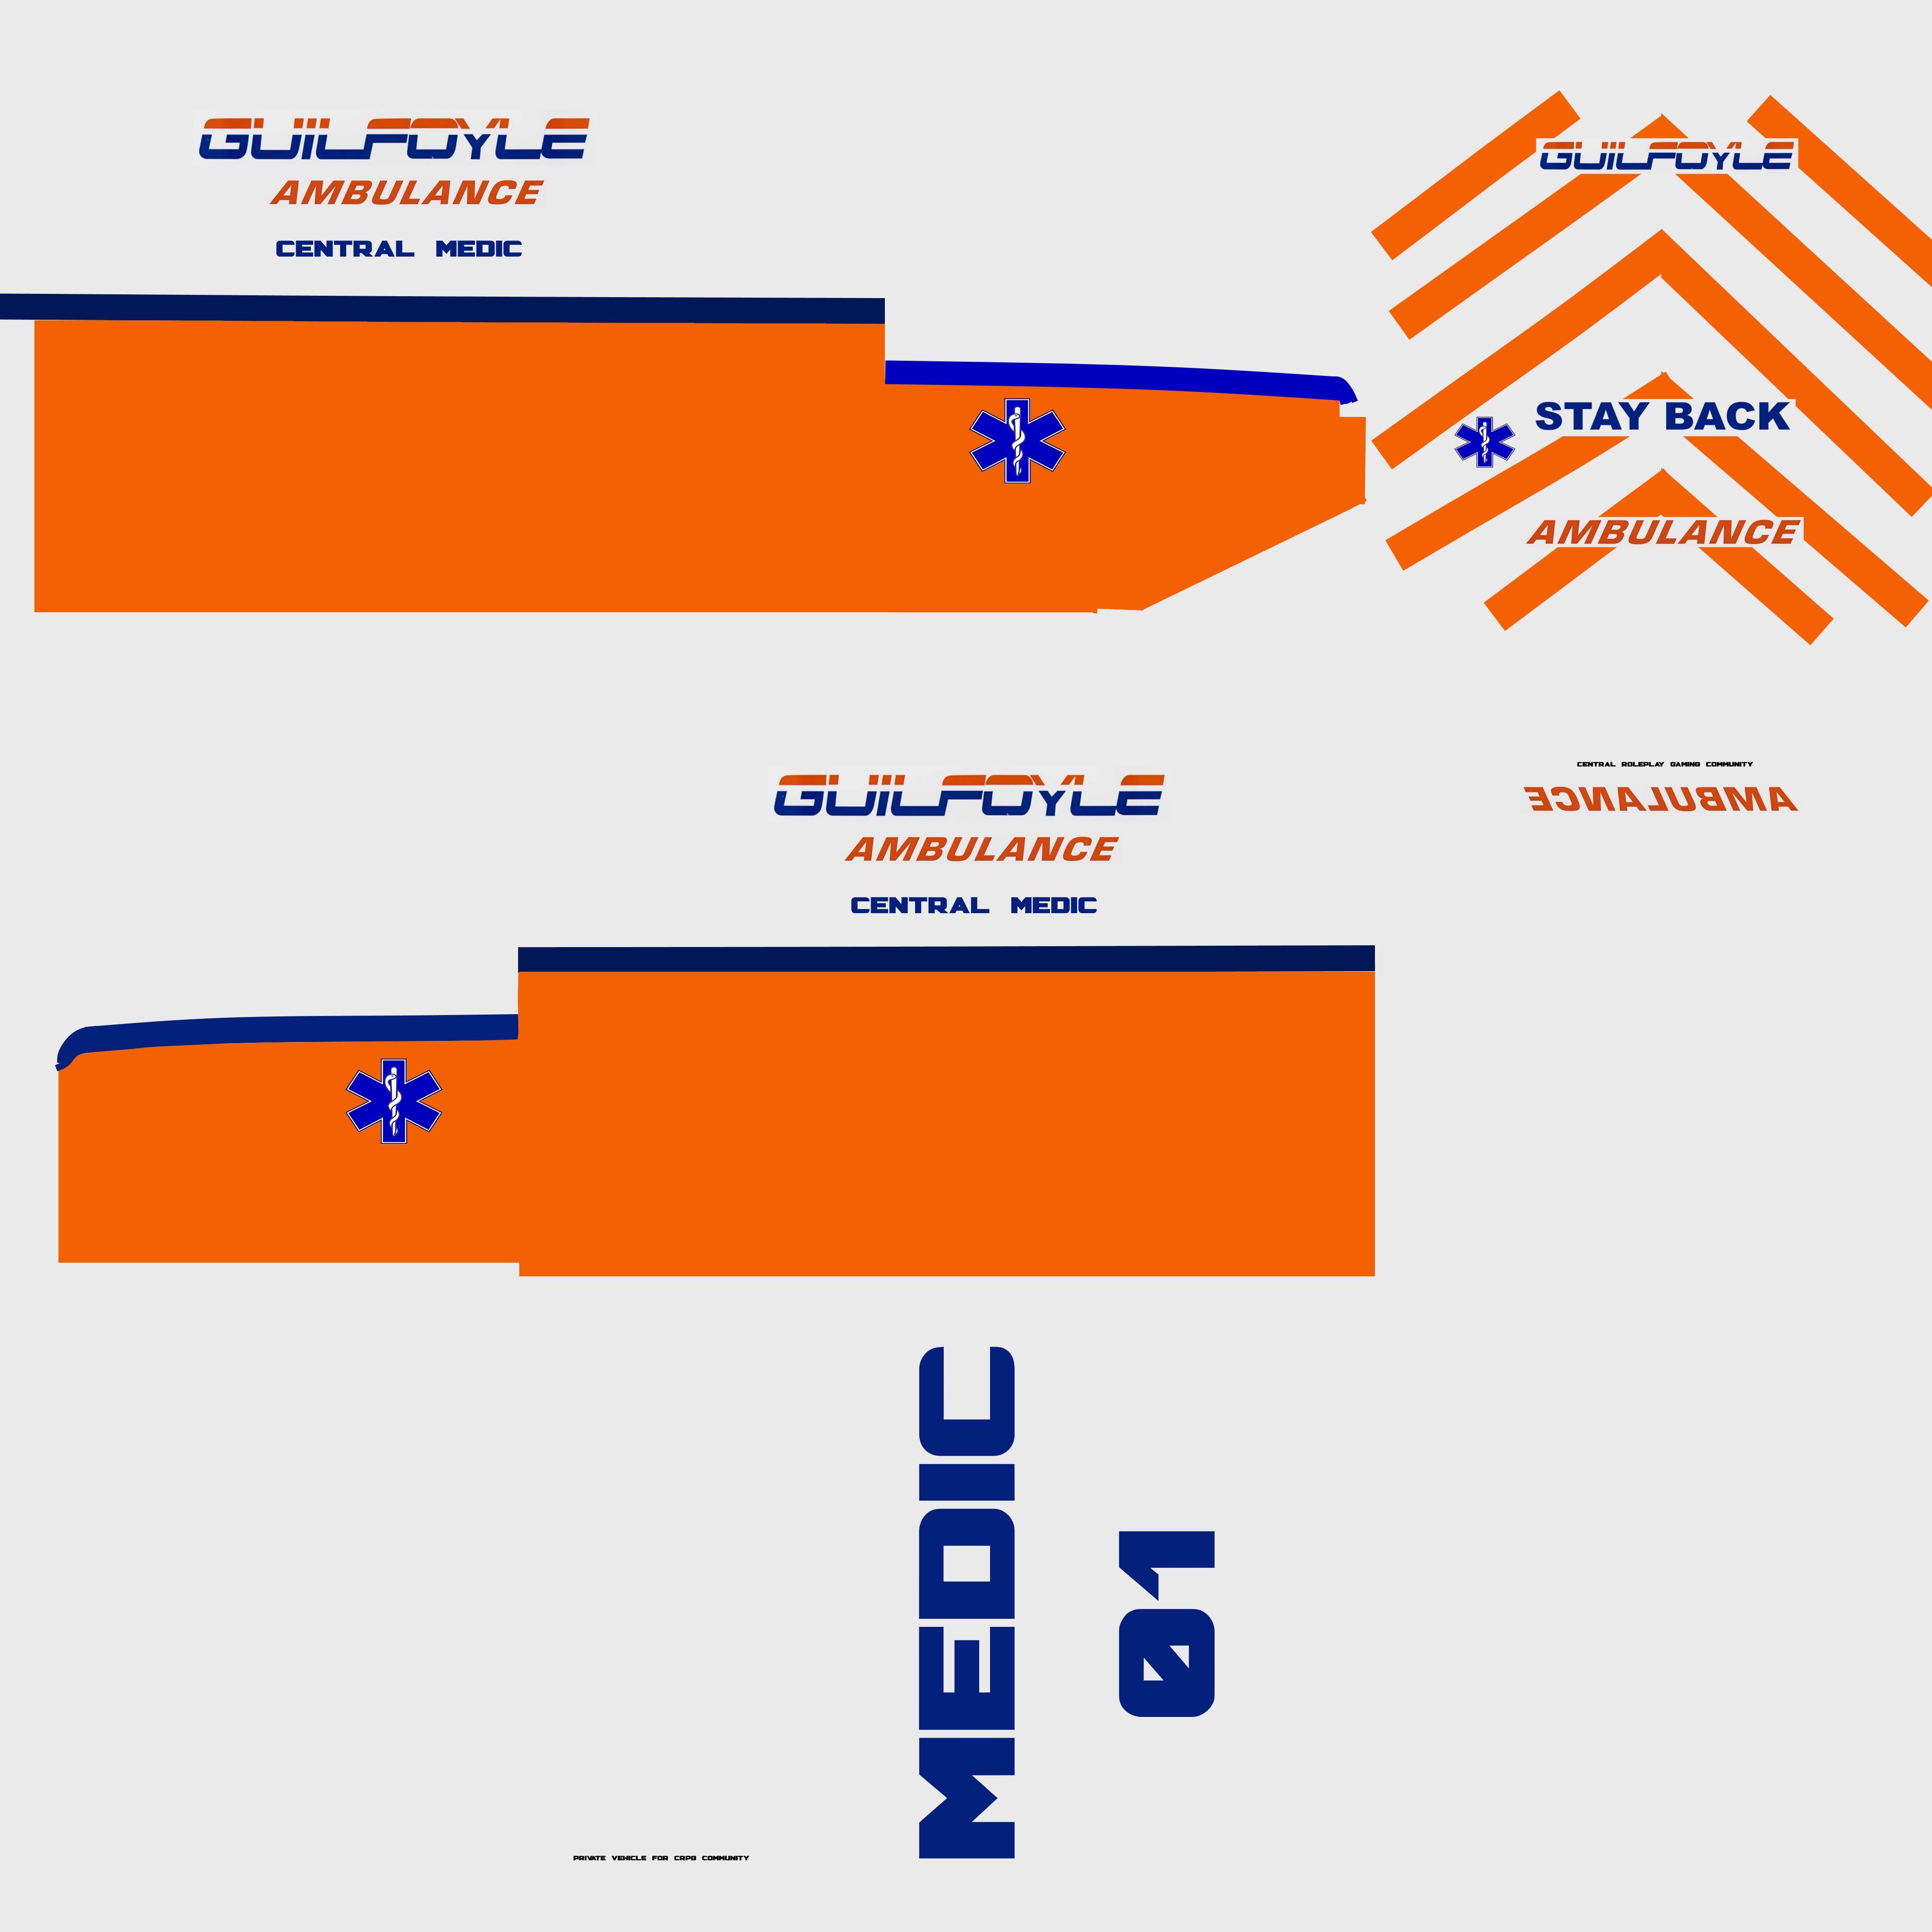 GUILFOYLE
AMBULANCE
CENTRAL MEDIC
GUILFOYLE
STAY BACK
AMBULANCE
CENTRAL ROLEPLAY GAMING COMMUNITY
AMBULANCE
GUILFOYLE
AMBULANCE
CENTRAL MEDIC
MEDIC
01
PRIVATE VEHICLE FOR CRPG COMMUNITY